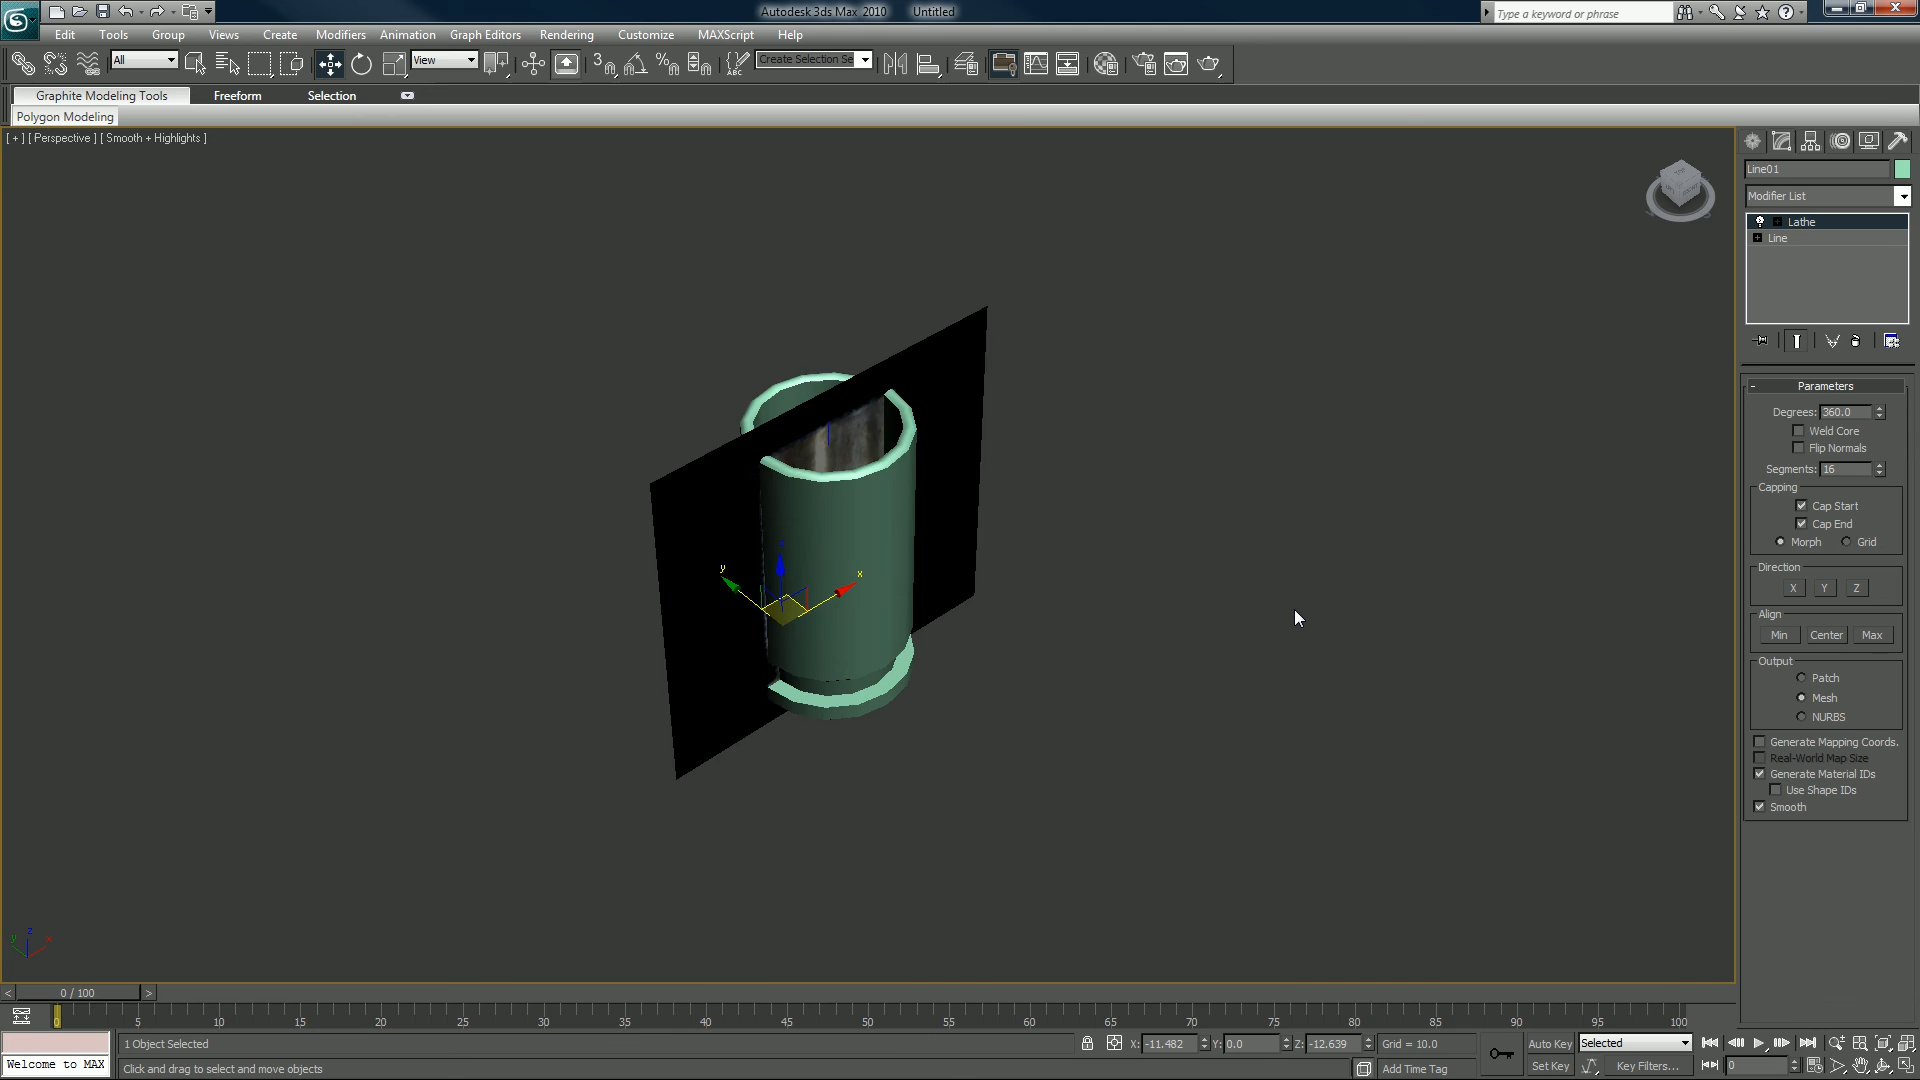 Autodesk 3ds Max 2010 Untitled
Type a keyword or phrase
Edit Tools Group Views Create Modifiers Animation Graph Editors Rendering Customize MAXScript Help
All
View
3
%
ABC
Create Selection Se
Graphite Modeling Tools Freeform Selection
Polygon Modeling
[ + ] [ Perspective ] [ Smooth + Highlights ]
Line01
Modifier List
Lathe
Line
- Parameters
Degrees: 360.0
Weld Core
Flip Normals
Segments: 16
Capping
Cap Start
Cap End
Morph Grid
Direction
X Y Z
Align
Min Center Max
Output
Patch
Mesh
NURBS
Generate Mapping Coords.
Real-World Map Size
Generate Material IDs
Use Shape IDs
Smooth
y
x
z
y x
< 0 / 100 >
0 5 10 15 20 25 30 35 40 45 50 55 60 65 70 75 80 85 90 95 100
1 Object Selected
X: -11.482 Y: 0.0 Z: -12.639 Grid = 10.0
Auto Key Selected
Welcome to MAX
Click and drag to select and move objects
Add Time Tag
Set Key Key Filters...
0